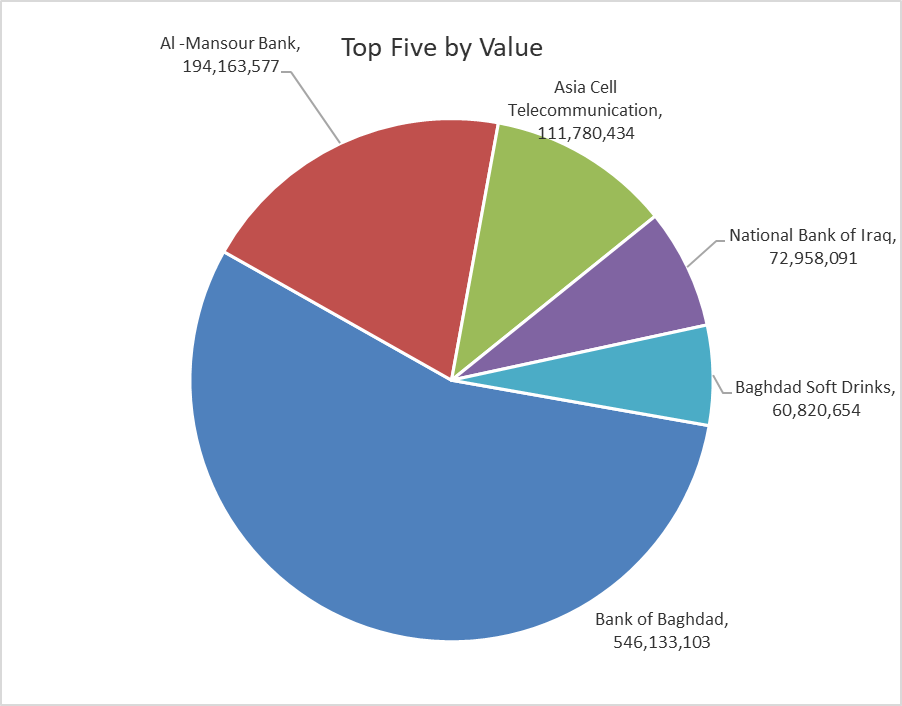 Top Five by Value
Al -Mansour Bank,
194,163,577
Asia Cell
Telecommunication,
111,780,434
National Bank of Iraq,
72,958,091
Baghdad Soft Drinks,
60,820,654
Bank of Baghdad,
546,133,103